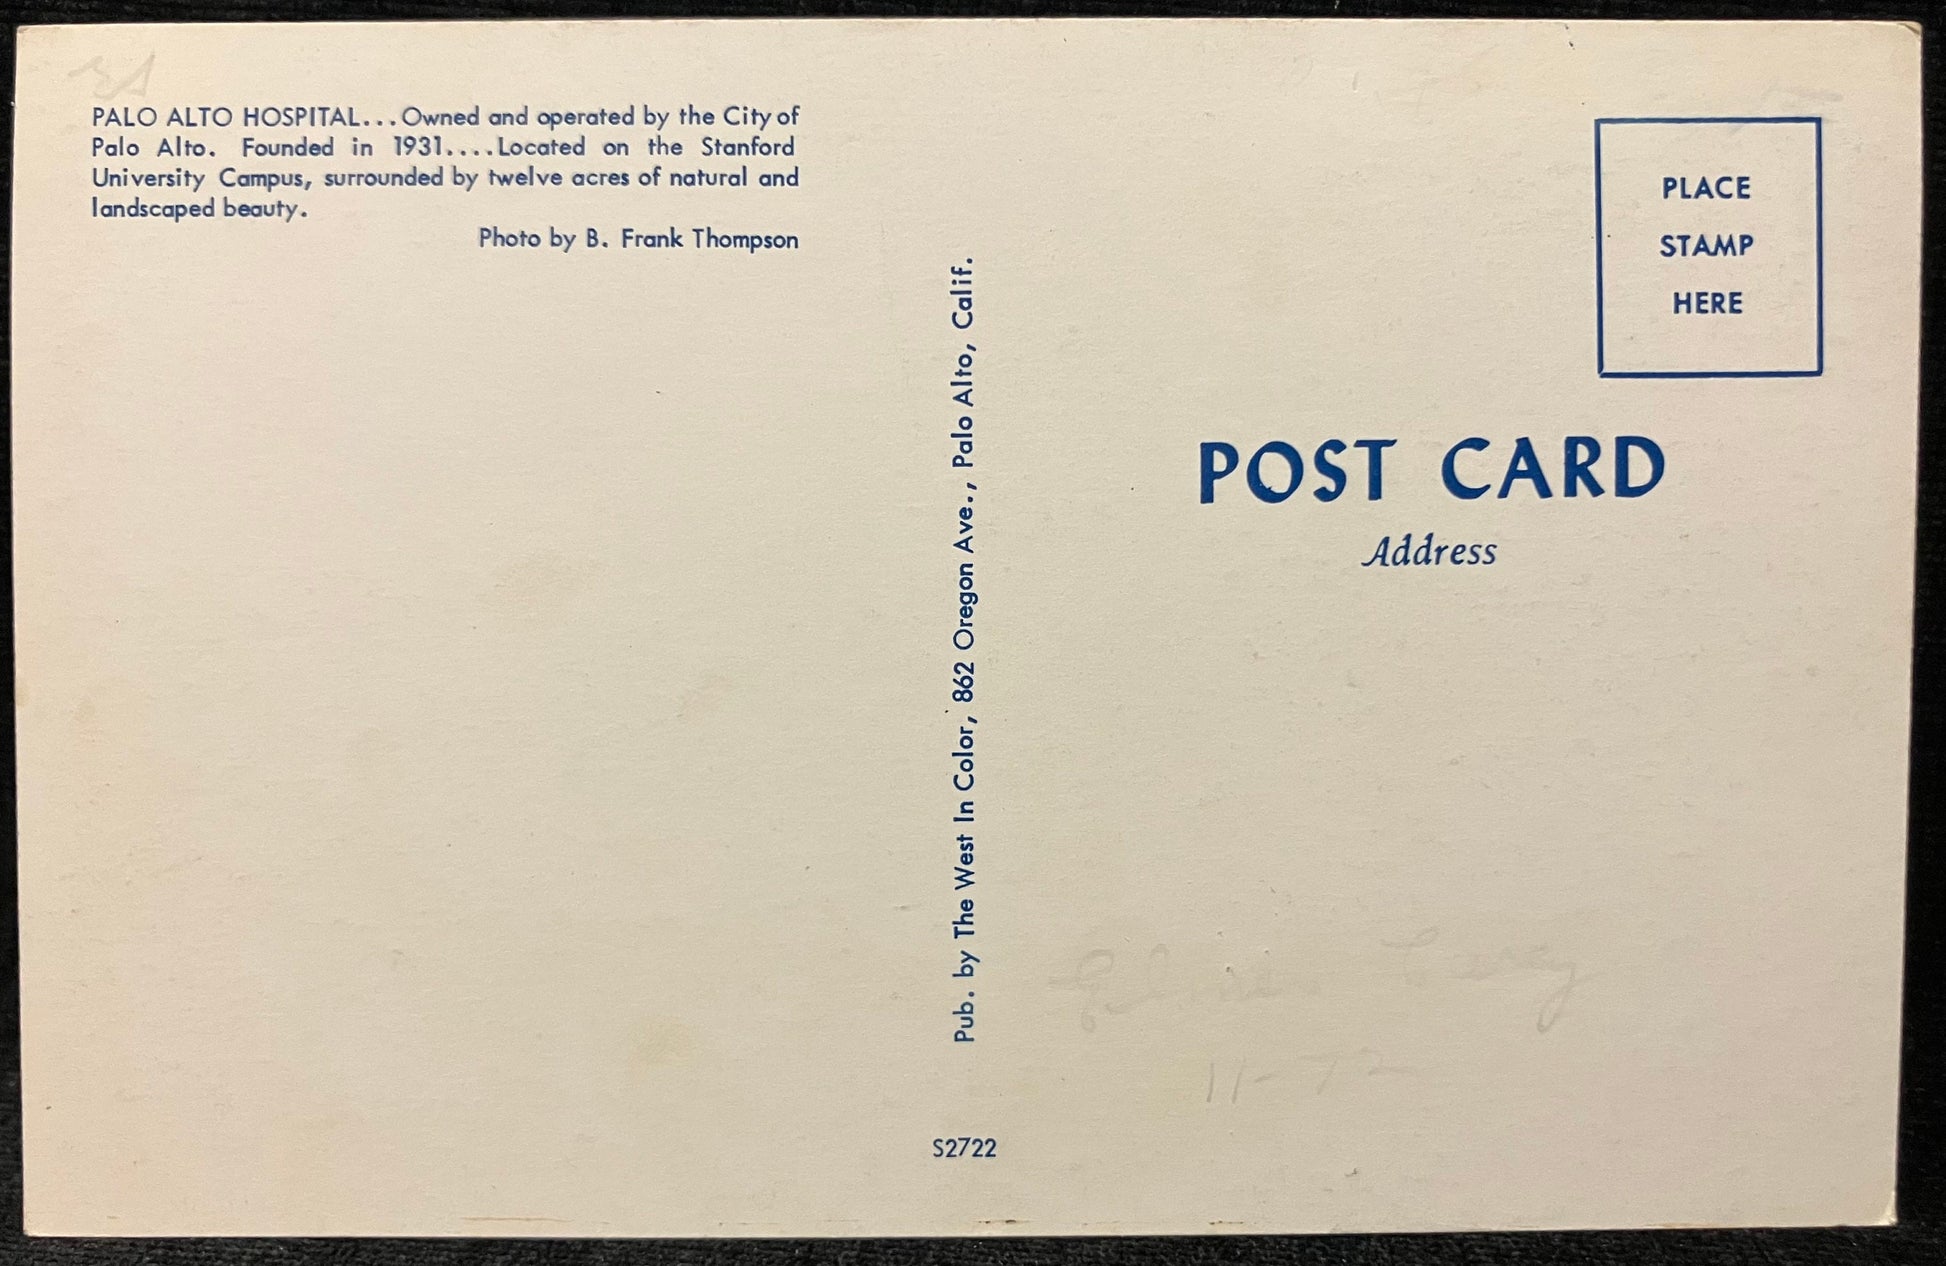 PALO ALTO HOSPITAL...Owned and operated by the City of
Palo Alto. Founded in 1931....Located on the Stanford
University Campus, surrounded by twelve acres of natural and
landscaped beauty.
Photo by B. Frank Thompson
Pub. by The West In Color, 862 Oregon Ave., Palo Alto, Calif.
S2722
PLACE
STAMP
HERE
POST CARD
Address
11-72